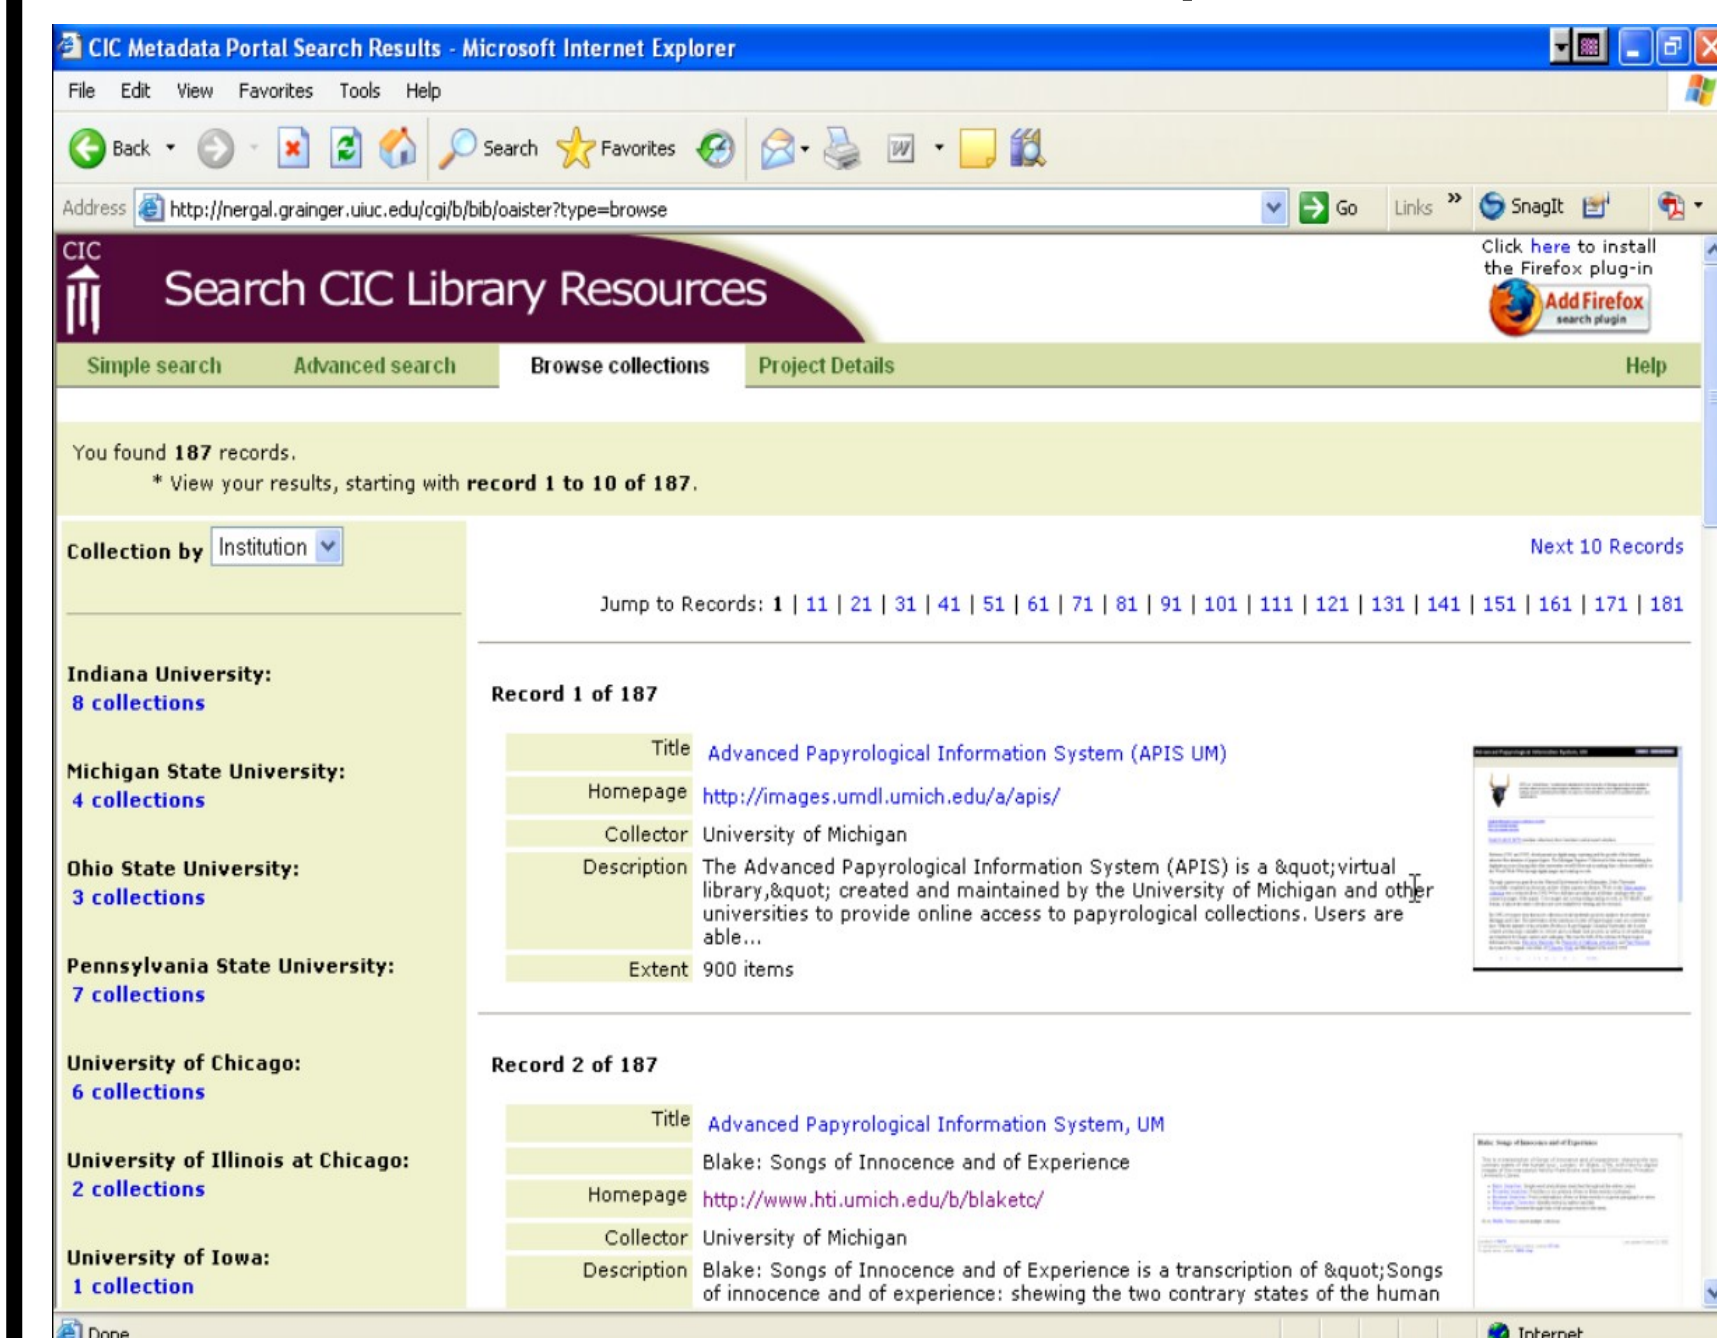 CIC Metadata Portal Search Results - Microsoft Internet Explorer
File Edit View Favorites Tools Help
Back Search Favorites
Address http://nergal.grainger.uiuc.edu/cgi/b/bib/oaister?type=browse Go Links » SnagIt
CIC
Search CIC Library Resources
Click here to install
the Firefox plug-in
Add Firefox
search plugin
Simple search Advanced search Browse collections Project Details Help
You found 187 records.
* View your results, starting with record 1 to 10 of 187.
Collection by Institution
Next 10 Records
Jump to Records: 1 | 11 | 21 | 31 | 41 | 51 | 61 | 71 | 81 | 91 | 101 | 111 | 121 | 131 | 141 | 151 | 161 | 171 | 181
Indiana University:
8 collections
Michigan State University:
4 collections
Ohio State University:
3 collections
Pennsylvania State University:
7 collections
University of Chicago:
6 collections
University of Illinois at Chicago:
2 collections
University of Iowa:
1 collection
Record 1 of 187
Title Advanced Papyrological Information System (APIS UM)
Homepage http://images.umdl.umich.edu/a/apis/
Collector University of Michigan
Description The Advanced Papyrological Information System (APIS) is a &quot;virtual
library,&quot; created and maintained by the University of Michigan and other
universities to provide online access to papyrological collections. Users are
able...
Extent 900 items
Record 2 of 187
Title Advanced Papyrological Information System, UM
Blake: Songs of Innocence and of Experience
Homepage http://www.hti.umich.edu/b/blaketc/
Collector University of Michigan
Description Blake: Songs of Innocence and of Experience is a transcription of &quot;Songs
of innocence and of experience: shewing the two contrary states of the human
Done Internet